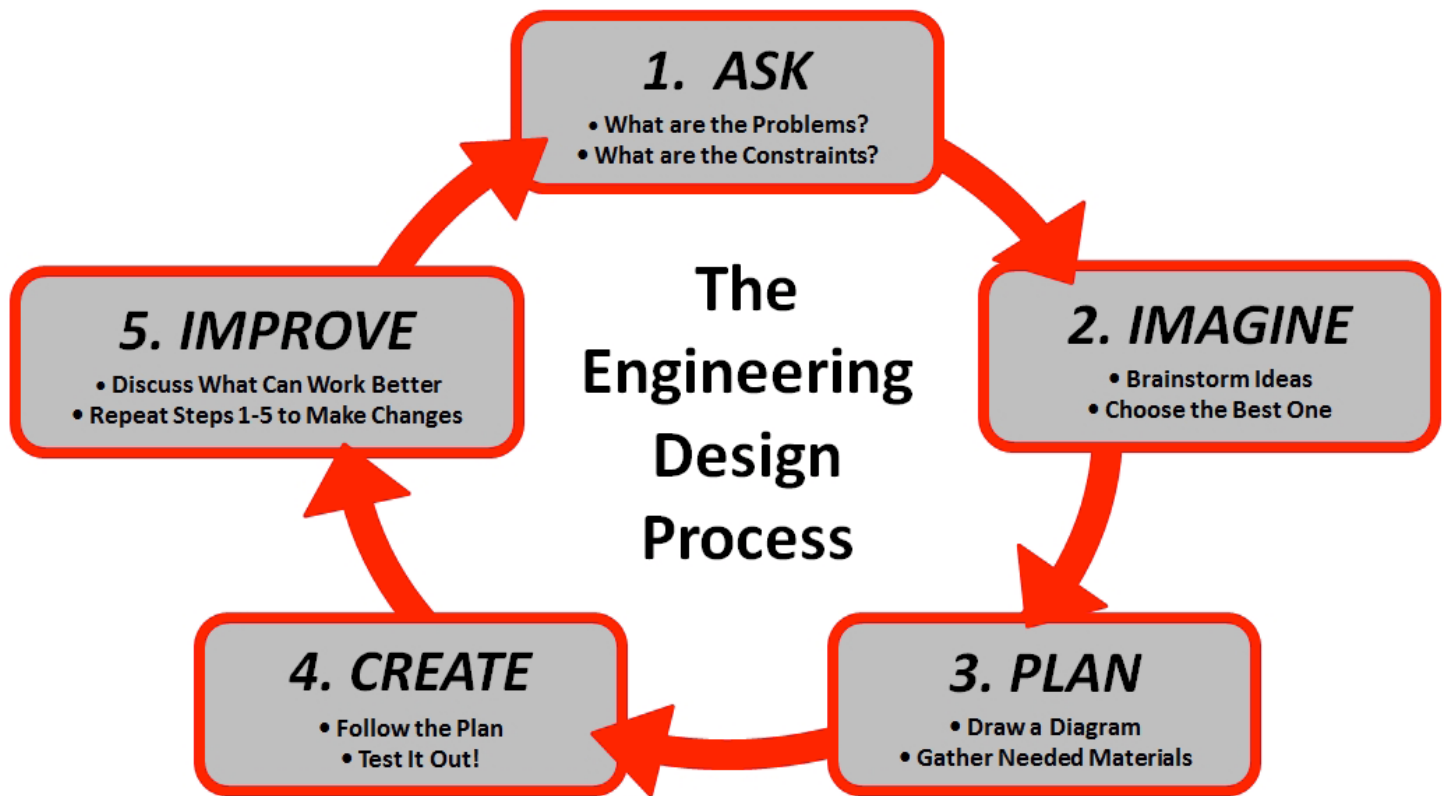 1. ASK
• What are the Problems?
• What are the Constraints?
2. IMAGINE
• Brainstorm Ideas
• Choose the Best One
3. PLAN
• Draw a Diagram
• Gather Needed Materials
4. CREATE
• Follow the Plan
• Test It Out!
5. IMPROVE
• Discuss What Can Work Better
• Repeat Steps 1-5 to Make Changes
The
Engineering
Design
Process